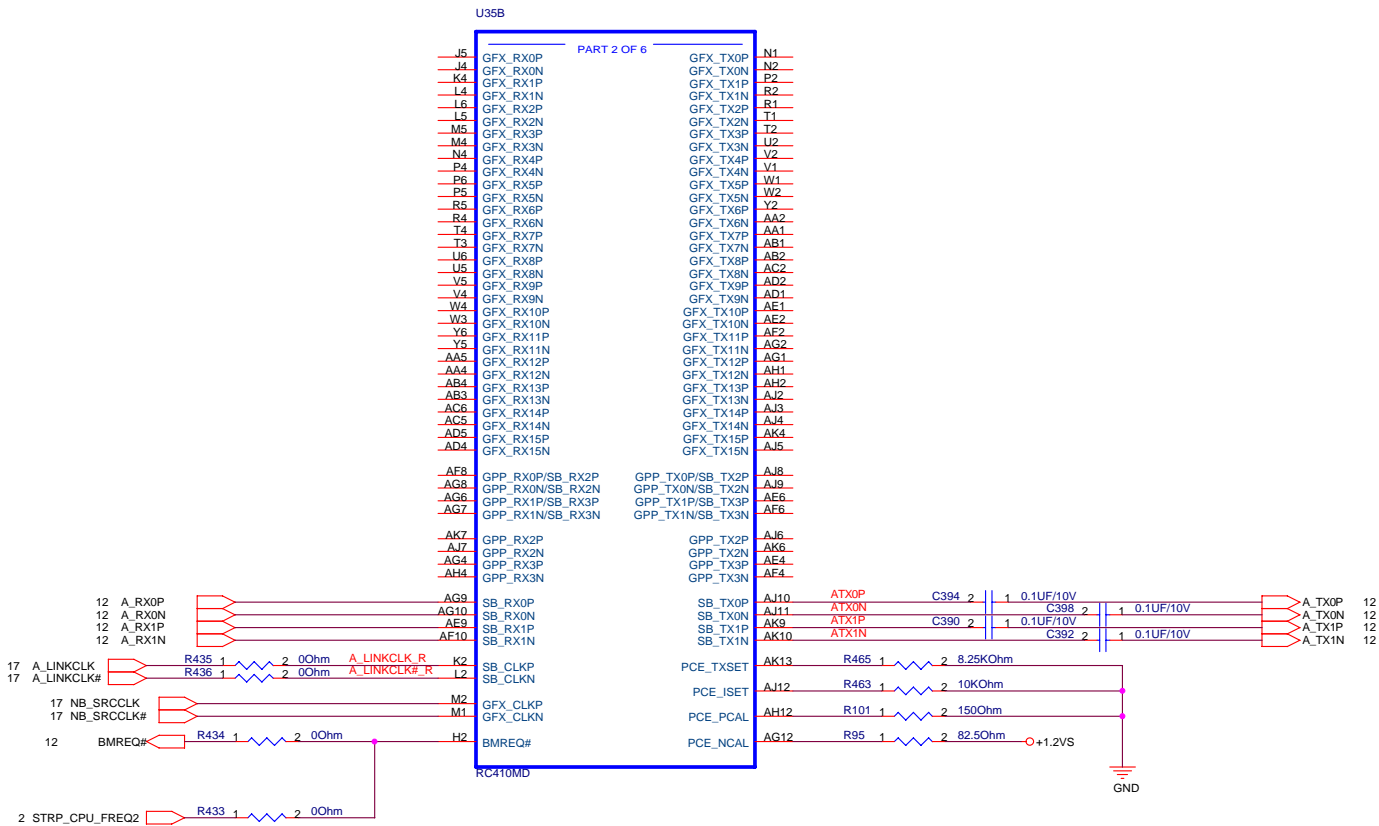 U35B
PART 2 OF 6
J5 GFX_RX0P GFX_TX0P N1
J4 GFX_RX0N GFX_TX0N N2
K4 GFX_RX1P GFX_TX1P P2
L4 GFX_RX1N GFX_TX1N R2
L6 GFX_RX2P GFX_TX2P R1
L5 GFX_RX2N GFX_TX2N T1
M5 GFX_RX3P GFX_TX3P T2
M4 GFX_RX3N GFX_TX3N U2
N4 GFX_RX4P GFX_TX4P V2
P4 GFX_RX4N GFX_TX4N V1
P6 GFX_RX5P GFX_TX5P W1
P5 GFX_RX5N GFX_TX5N W2
R5 GFX_RX6P GFX_TX6P Y2
R4 GFX_RX6N GFX_TX6N AA2
T4 GFX_RX7P GFX_TX7P AA1
T3 GFX_RX7N GFX_TX7N AB1
U6 GFX_RX8P GFX_TX8P AB2
U5 GFX_RX8N GFX_TX8N AC2
V5 GFX_RX9P GFX_TX9P AD2
V4 GFX_RX9N GFX_TX9N AD1
W4 GFX_RX10P GFX_TX10P AE1
W3 GFX_RX10N GFX_TX10N AE2
Y6 GFX_RX11P GFX_TX11P AF2
Y5 GFX_RX11N GFX_TX11N AG2
AA5 GFX_RX12P GFX_TX12P AG1
AA4 GFX_RX12N GFX_TX12N AH1
AB4 GFX_RX13P GFX_TX13P AH2
AB3 GFX_RX13N GFX_TX13N AJ2
AC6 GFX_RX14P GFX_TX14P AJ3
AC5 GFX_RX14N GFX_TX14N AJ4
AD5 GFX_RX15P GFX_TX15P AK4
AD4 GFX_RX15N GFX_TX15N AJ5
AF8 GPP_RX0P/SB_RX2P GPP_TX0P/SB_TX2P AJ8
AG8 GPP_RX0N/SB_RX2N GPP_TX0N/SB_TX2N AJ9
AG6 GPP_RX1P/SB_RX3P GPP_TX1P/SB_TX3P AE6
AG7 GPP_RX1N/SB_RX3N GPP_TX1N/SB_TX3N AF6
AK7 GPP_RX2P GPP_TX2P AJ6
AJ7 GPP_RX2N GPP_TX2N AK6
AG4 GPP_RX3P GPP_TX3P AE4
AH4 GPP_RX3N GPP_TX3N AF4
12 A_RX0P AG9 SB_RX0P SB_TX0P AJ10 ATX0P C394 2 1 0.1UF/10V A_TX0P 12
12 A_RX0N AG10 SB_RX0N SB_TX0N AJ11 ATX0N C398 2 1 0.1UF/10V A_TX0N 12
12 A_RX1P AE9 SB_RX1P SB_TX1P AK9 ATX1P C390 2 1 0.1UF/10V A_TX1P 12
12 A_RX1N AF10 SB_RX1N SB_TX1N AK10 ATX1N C392 2 1 0.1UF/10V A_TX1N 12
17 A_LINKCLK R435 1 2 0Ohm A_LINKCLK_R K2 SB_CLKP PCE_TXSET AK13 R465 1 2 8.25KOhm
17 A_LINKCLK# R436 1 2 0Ohm A_LINKCLK#_R L2 SB_CLKN
PCE_ISET AJ12 R463 1 2 10KOhm
17 NB_SRCCLK M2 GFX_CLKP
17 NB_SRCCLK# M1 GFX_CLKN PCE_PCAL AH12 R101 1 2 150Ohm
12 BMREQ# R434 1 2 0Ohm H2 BMREQ# PCE_NCAL AG12 R95 1 2 82.5Ohm +1.2VS
RC410MD
GND
2 STRP_CPU_FREQ2 R433 1 2 0Ohm